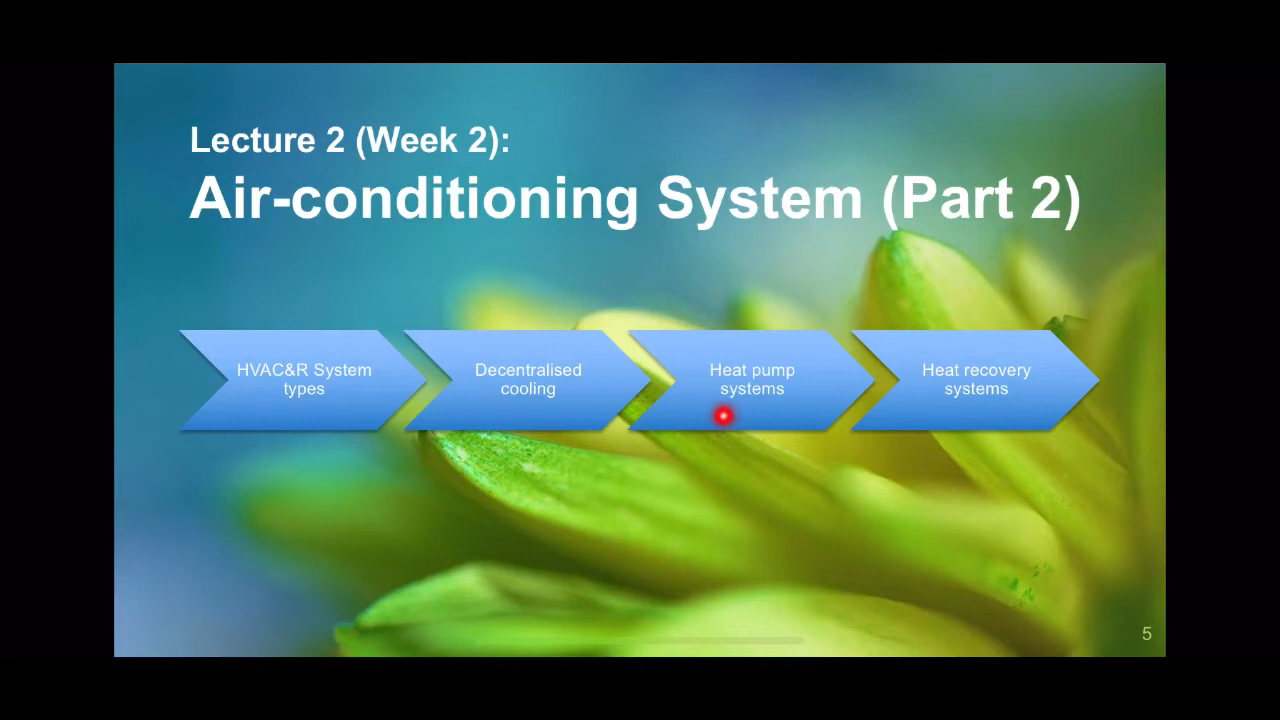 Lecture 2 (Week 2):
Air-conditioning System (Part 2)
HVAC&R System
types
Decentralised
cooling
Heat pump
systems
Heat recovery
systems
5